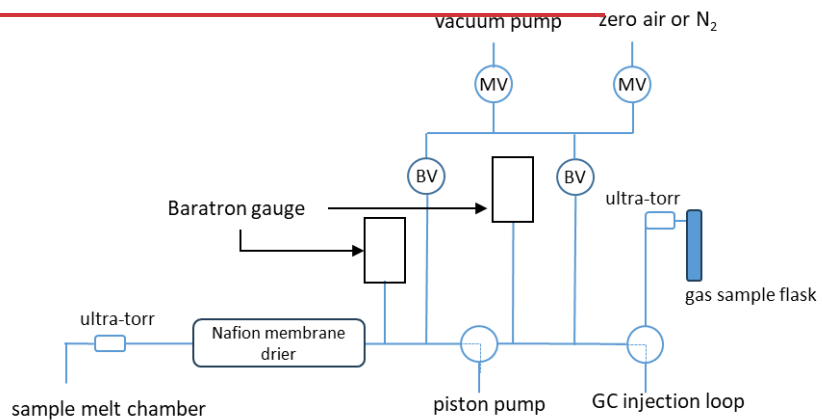 vacuum pump
zero air or N₂
MV
MV
BV
BV
ultra-torr
Baratron gauge
gas sample flask
ultra-torr
Nafion membrane
drier
sample melt chamber
piston pump
GC injection loop